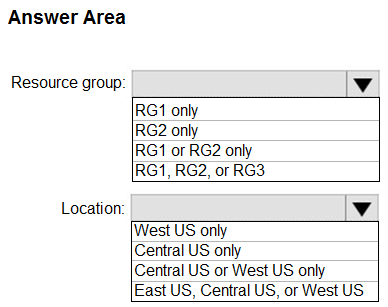 Answer Area
Resource group:
RG1 only
RG2 only
RG1 or RG2 only
RG1, RG2, or RG3
Location:
West US only
Central US only
Central US or West US only
East US, Central US, or West US